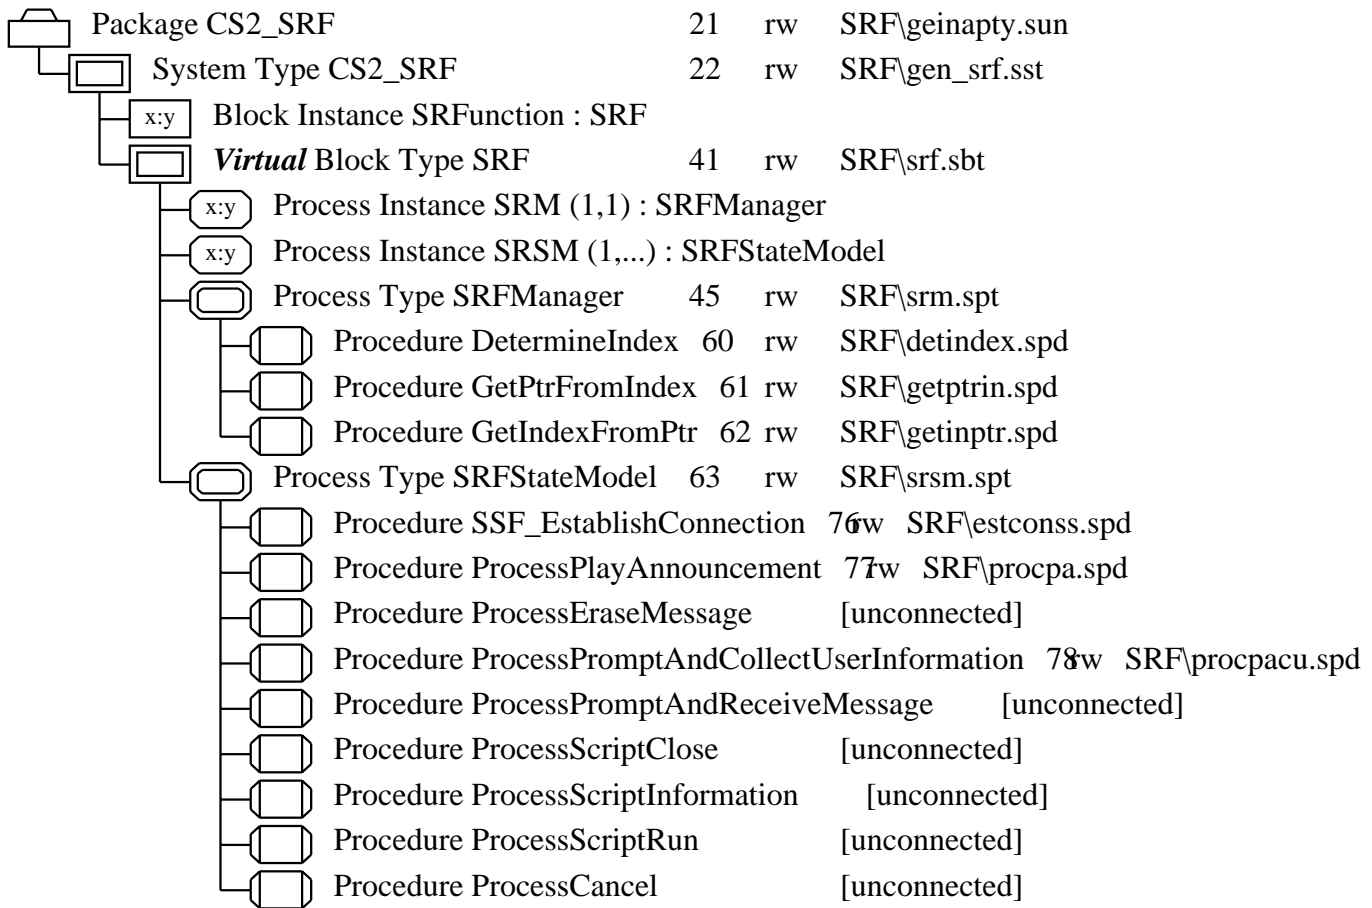 Package CS2_SRF 21 rw SRF\geinapty.sun
System Type CS2_SRF 22 rw SRF\gen_srf.sst
x:y Block Instance SRFunction : SRF
Virtual Block Type SRF 41 rw SRF\srf.sbt
x:y Process Instance SRM (1,1) : SRFManager
x:y Process Instance SRSM (1,...) : SRFStateModel
Process Type SRFManager 45 rw SRF\srm.spt
Procedure DetermineIndex 60 rw SRF\detindex.spd
Procedure GetPtrFromIndex 61 rw SRF\getptrin.spd
Procedure GetIndexFromPtr 62 rw SRF\getinptr.spd
Process Type SRFStateModel 63 rw SRF\srsm.spt
Procedure SSF_EstablishConnection 76 rw SRF\estconss.spd
Procedure ProcessPlayAnnouncement 77 rw SRF\procpa.spd
Procedure ProcessEraseMessage [unconnected]
Procedure ProcessPromptAndCollectUserInformation 78 rw SRF\procpacu.spd
Procedure ProcessPromptAndReceiveMessage [unconnected]
Procedure ProcessScriptClose [unconnected]
Procedure ProcessScriptInformation [unconnected]
Procedure ProcessScriptRun [unconnected]
Procedure ProcessCancel [unconnected]